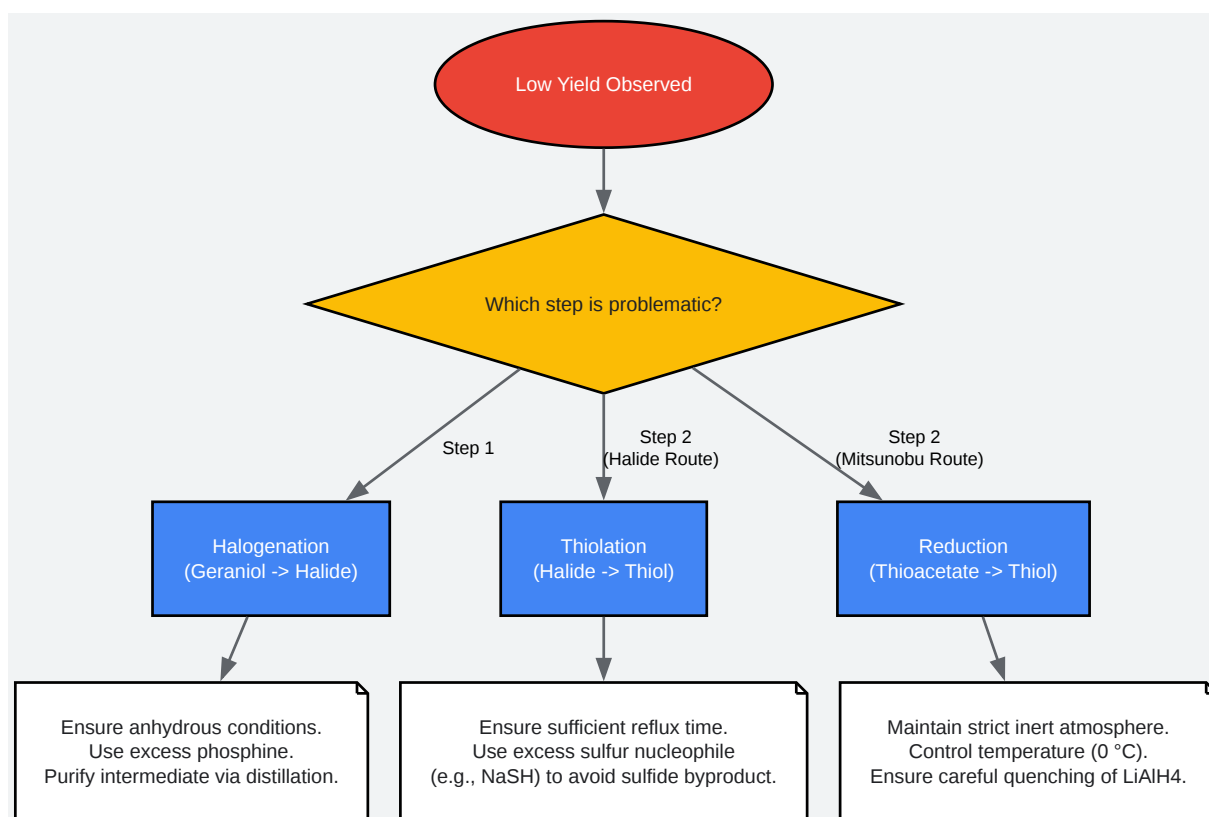 Low Yield Observed
Which step is problematic?
Step 1
Step 2
(Halide Route)
Step 2
(Mitsunobu Route)
Halogenation
(Geraniol -> Halide)
Thiolation
(Halide -> Thiol)
Reduction
(Thioacetate -> Thiol)
Ensure anhydrous conditions.
Use excess phosphine.
Purify intermediate via distillation.
Ensure sufficient reflux time.
Use excess sulfur nucleophile
(e.g., NaSH) to avoid sulfide byproduct.
Maintain strict inert atmosphere.
Control temperature (0 °C).
Ensure careful quenching of LiAlH4.